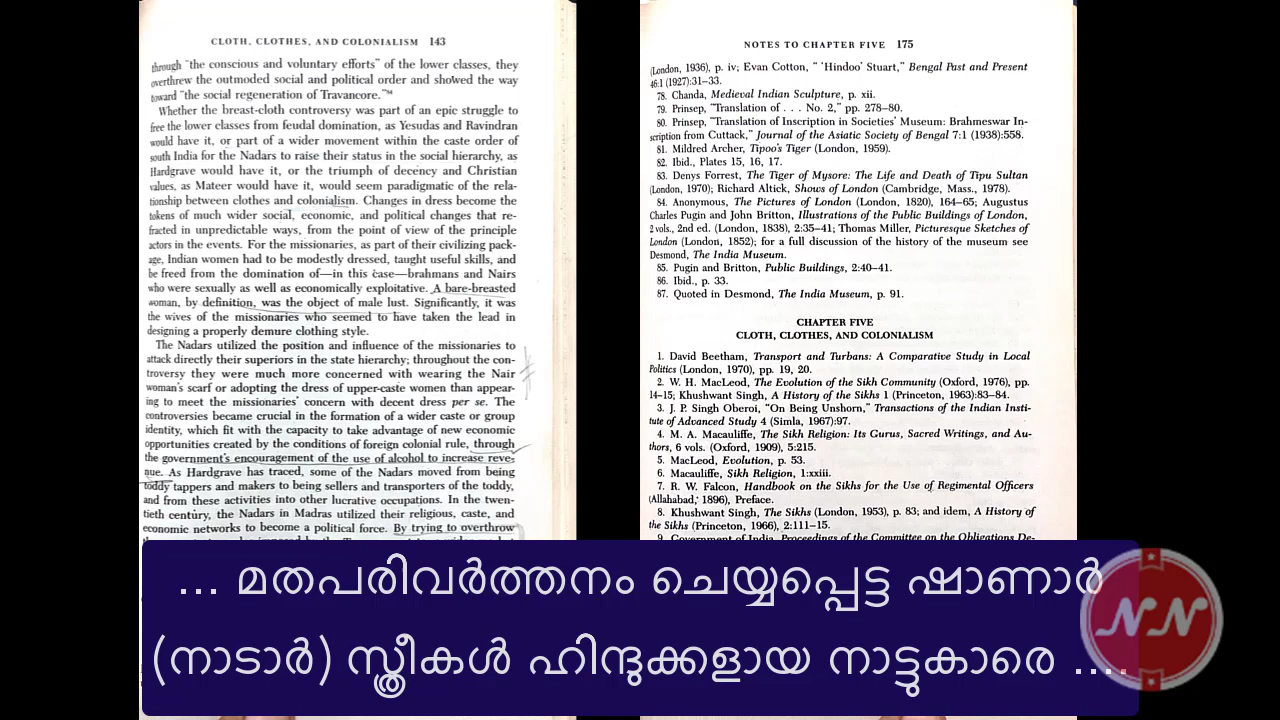 CLOTH, CLOTHES, AND COLONIALISM 143
through "the conscious and voluntary efforts" of the lower classes, they
overthrew the outmoded social and political order and showed the way
toward "the social regeneration of Travancore."
Whether the breast-cloth controversy was part of an epic struggle to
free the lower classes from feudal domination, as Yesudas and Ravindran
would have it, or part of a wider movement within the caste order of
south India for the Nadars to raise their status in the social hierarchy, as
Hardgrave would have it, or the triumph of decency and Christian
values, as Mateer would have it, would seem paradigmatic of the rela-
tionship between clothes and colonialism. Changes in dress become the
tokens of much wider social, economic, and political changes that re-
fracted in unpredictable ways, from the point of view of the principle
actors in the events. For the missionaries, as part of their civilizing pack-
age, Indian women had to be modestly dressed, taught useful skills, and
be freed from the domination of—in this case—brahmans and Nairs
who were sexually as well as economically exploitative. A bare-breasted
woman, by definition, was the object of male lust. Significantly, it was
the wives of the missionaries who seemed to have taken the lead in
designing a properly demure clothing style.
The Nadars utilized the position and influence of the missionaries to
attack directly their superiors in the state hierarchy; throughout the con-
troversy they were much more concerned with wearing the Nair
woman's scarf or adopting the dress of upper-caste women than appear-
ing to meet the missionaries' concern with decent dress per se. The
controversies became crucial in the formation of a wider caste or group
identity, which fit with the capacity to take advantage of new economic
opportunities created by the conditions of foreign colonial rule, through
the government's encouragement of the use of alcohol to increase reve-
nue. As Hardgrave has traced, some of the Nadars moved from being
toddy tappers and makers to being sellers and transporters of the toddy,
and from these activities into other lucrative occupations. In the twen-
tieth century, the Nadars in Madras utilized their religious, caste, and
economic networks to become a political force. By trying to overthrow
NOTES TO CHAPTER FIVE 175
(London, 1936), p. iv; Evan Cotton, " 'Hindoo' Stuart," Bengal Past and Present
46:1 (1927):31–33.
78. Chanda, Medieval Indian Sculpture, p. xii.
79. Prinsep, "Translation of . . . No. 2," pp. 278–80.
80. Prinsep, "Translation of Inscription in Societies' Museum: Brahmeswar In-
scription from Cuttack," Journal of the Asiatic Society of Bengal 7:1 (1938):558.
81. Mildred Archer, Tipoo's Tiger (London, 1959).
82. Ibid., Plates 15, 16, 17.
83. Denys Forrest, The Tiger of Mysore: The Life and Death of Tipu Sultan
(London, 1970); Richard Altick, Shows of London (Cambridge, Mass., 1978).
84. Anonymous, The Pictures of London (London, 1820), 164–65; Augustus
Charles Pugin and John Britton, Illustrations of the Public Buildings of London,
2 vols., 2nd ed. (London, 1838), 2:35–41; Thomas Miller, Picturesque Sketches of
London (London, 1852); for a full discussion of the history of the museum see
Desmond, The India Museum.
85. Pugin and Britton, Public Buildings, 2:40–41.
86. Ibid., p. 33.
87. Quoted in Desmond, The India Museum, p. 91.
CHAPTER FIVE
CLOTH, CLOTHES, AND COLONIALISM
1. David Beetham, Transport and Turbans: A Comparative Study in Local
Politics (London, 1970), pp. 19, 20.
2. W. H. MacLeod, The Evolution of the Sikh Community (Oxford, 1976), pp.
14–15; Khushwant Singh, A History of the Sikhs 1 (Princeton, 1963):83–84.
3. J. P. Singh Oberoi, "On Being Unshorn," Transactions of the Indian Insti-
tute of Advanced Study 4 (Simla, 1967):97.
4. M. A. Macauliffe, The Sikh Religion: Its Gurus, Sacred Writings, and Au-
thors, 6 vols. (Oxford, 1909), 5:215.
5. MacLeod, Evolution, p. 53.
6. Macauliffe, Sikh Religion, 1:xxiii.
7. R. W. Falcon, Handbook on the Sikhs for the Use of Regimental Officers
(Allahabad, 1896), Preface.
8. Khushwant Singh, The Sikhs (London, 1953), p. 83; and idem, A History of
the Sikhs (Princeton, 1966), 2:111–15.
9. Government of India, Proceedings of the Committee on the Obligations De-
... മതപരിവർത്തനം ചെയ്യപ്പെട്ട ഷാണാർ
(നാടാർ) സ്ത്രീകൾ ഹിന്ദുക്കളായ നാട്ടുകാരെ ....
NN